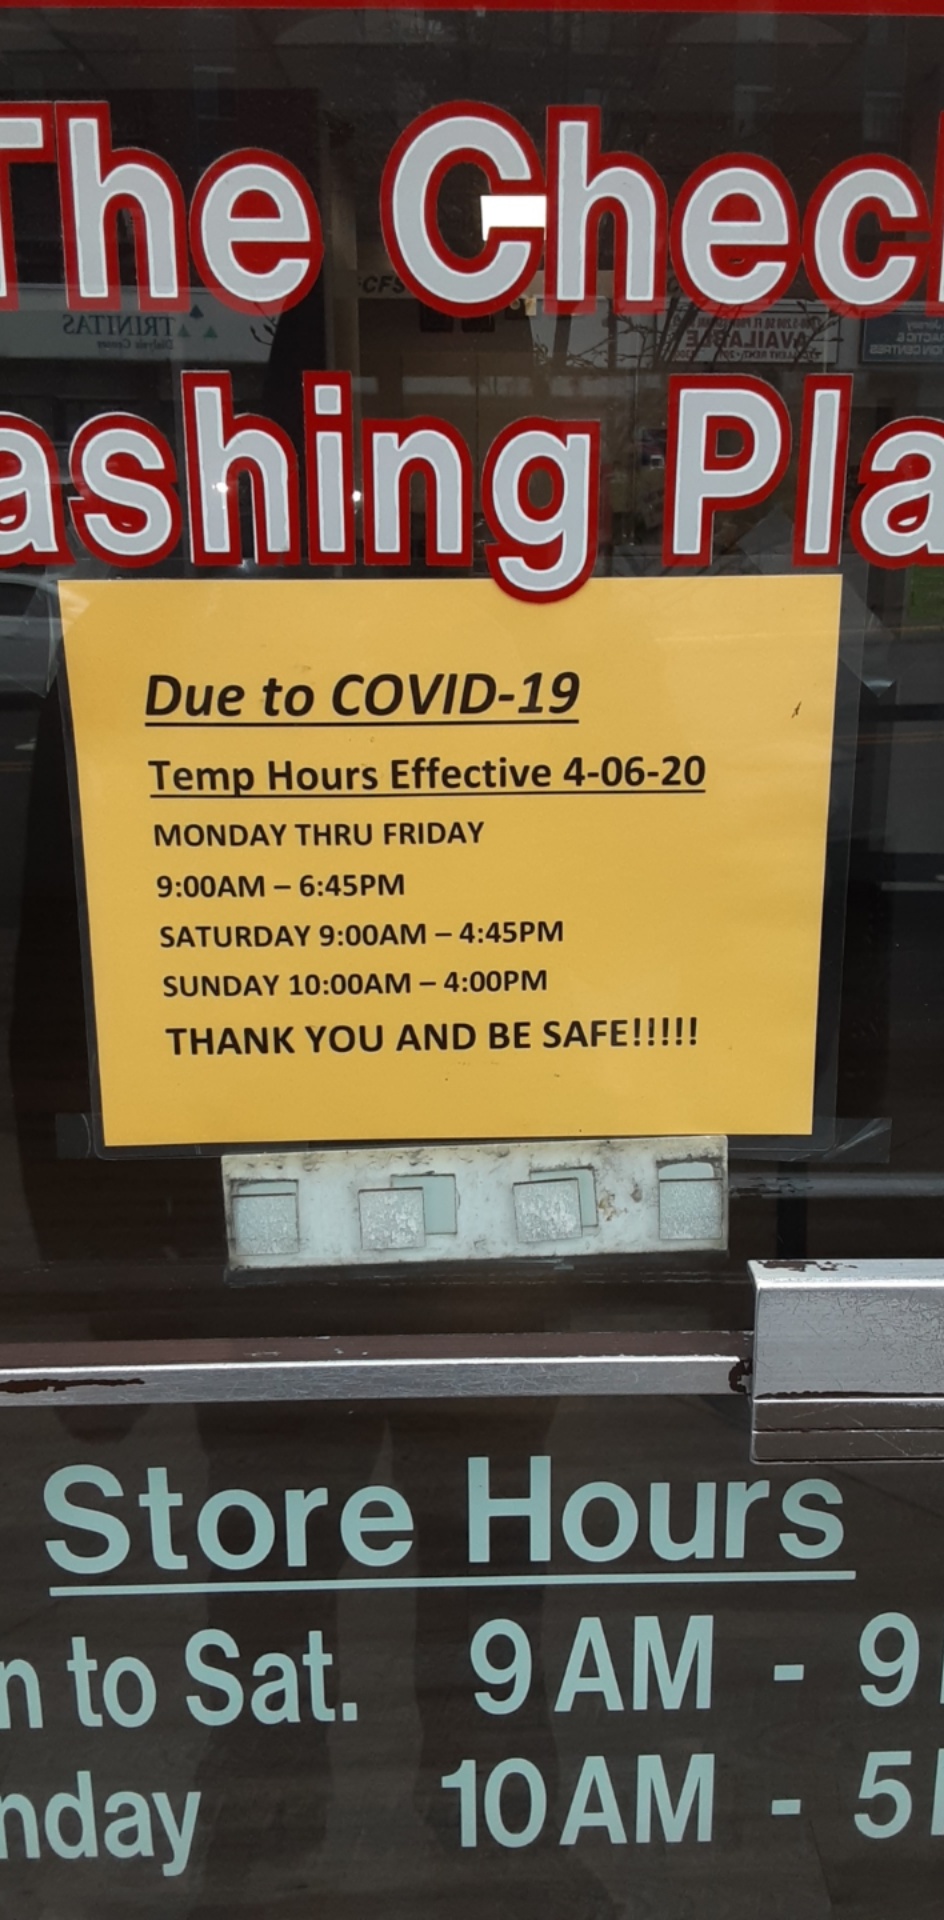 The Chec
ashing Pla
TRINITAS
AVAILABLE
Due to COVID-19
Temp Hours Effective 4-06-20
MONDAY THRU FRIDAY
9:00AM – 6:45PM
SATURDAY 9:00AM – 4:45PM
SUNDAY 10:00AM – 4:00PM
THANK YOU AND BE SAFE!!!!!
Store Hours
n to Sat. 9 AM - 9
nday 10 AM - 5